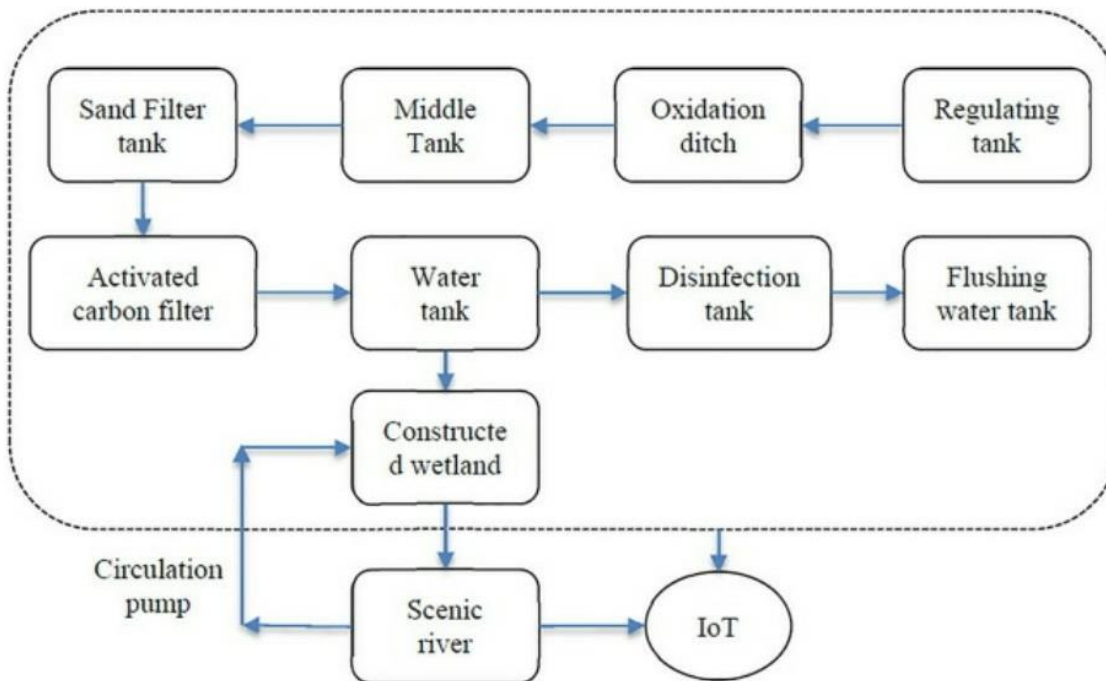 Sand Filter
tank
Middle
Tank
Oxidation
ditch
Regulating
tank
Activated
carbon filter
Water
tank
Disinfection
tank
Flushing
water tank
Constructe
d wetland
Circulation
pump
Scenic
river
IoT